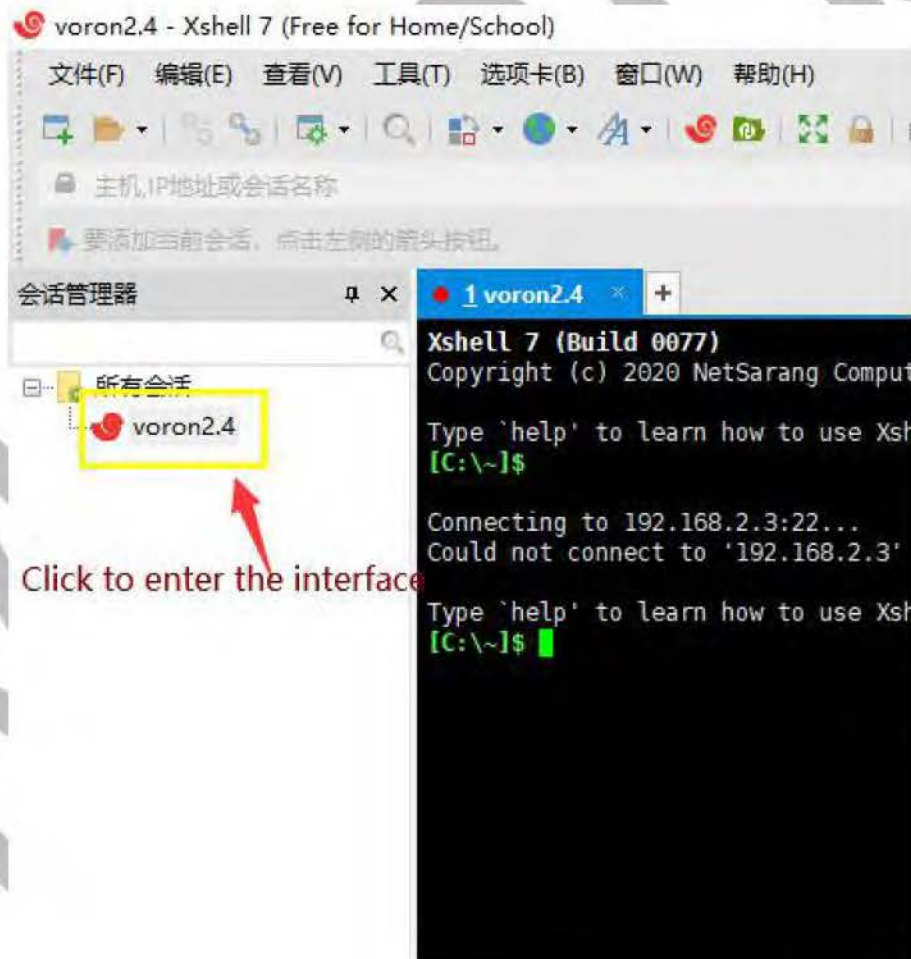 voron2.4 - Xshell 7 (Free for Home/School)
文件(F) 编辑(E) 查看(V) 工具(T) 选项卡(B) 窗口(W) 帮助(H)
主机,IP地址或会话名称
要添加当前会话，点击左侧的箭头按钮。
会话管理器
1 voron2.4
所有会话
voron2.4
Click to enter the interface
Xshell 7 (Build 0077)
Copyright (c) 2020 NetSarang Comput
Type `help' to learn how to use Xsh
[C:\~]$
Connecting to 192.168.2.3:22...
Could not connect to '192.168.2.3'
Type `help' to learn how to use Xsh
[C:\~]$